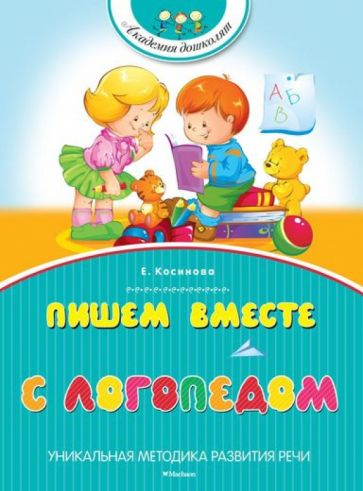 Академия дошколят
А Б
В
Е. Косинова
ПИШЕМ ВМЕСТЕ
С ЛОГОПЕДОМ
УНИКАЛЬНАЯ МЕТОДИКА РАЗВИТИЯ РЕЧИ
Machaon